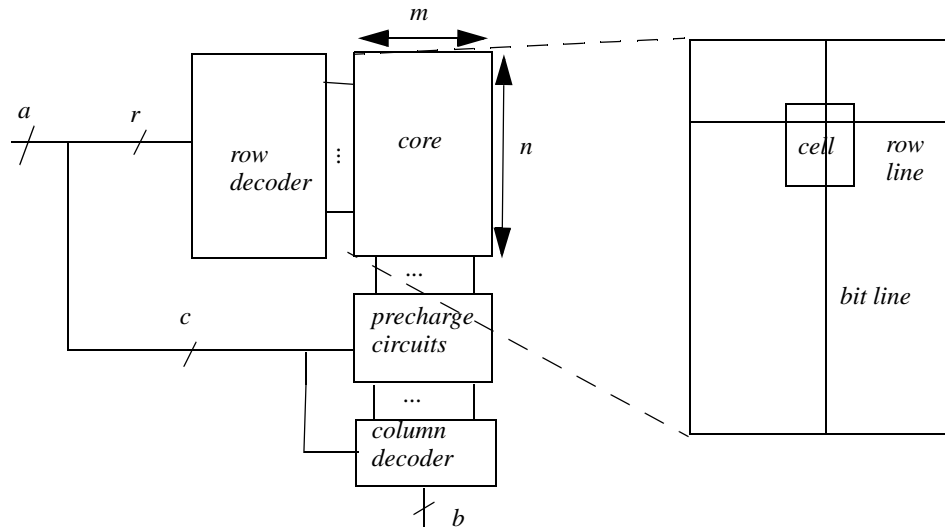 m
a
r
row
decoder
...
core
n
cell
row
line
...
bit line
c
precharge
circuits
...
column
decoder
b